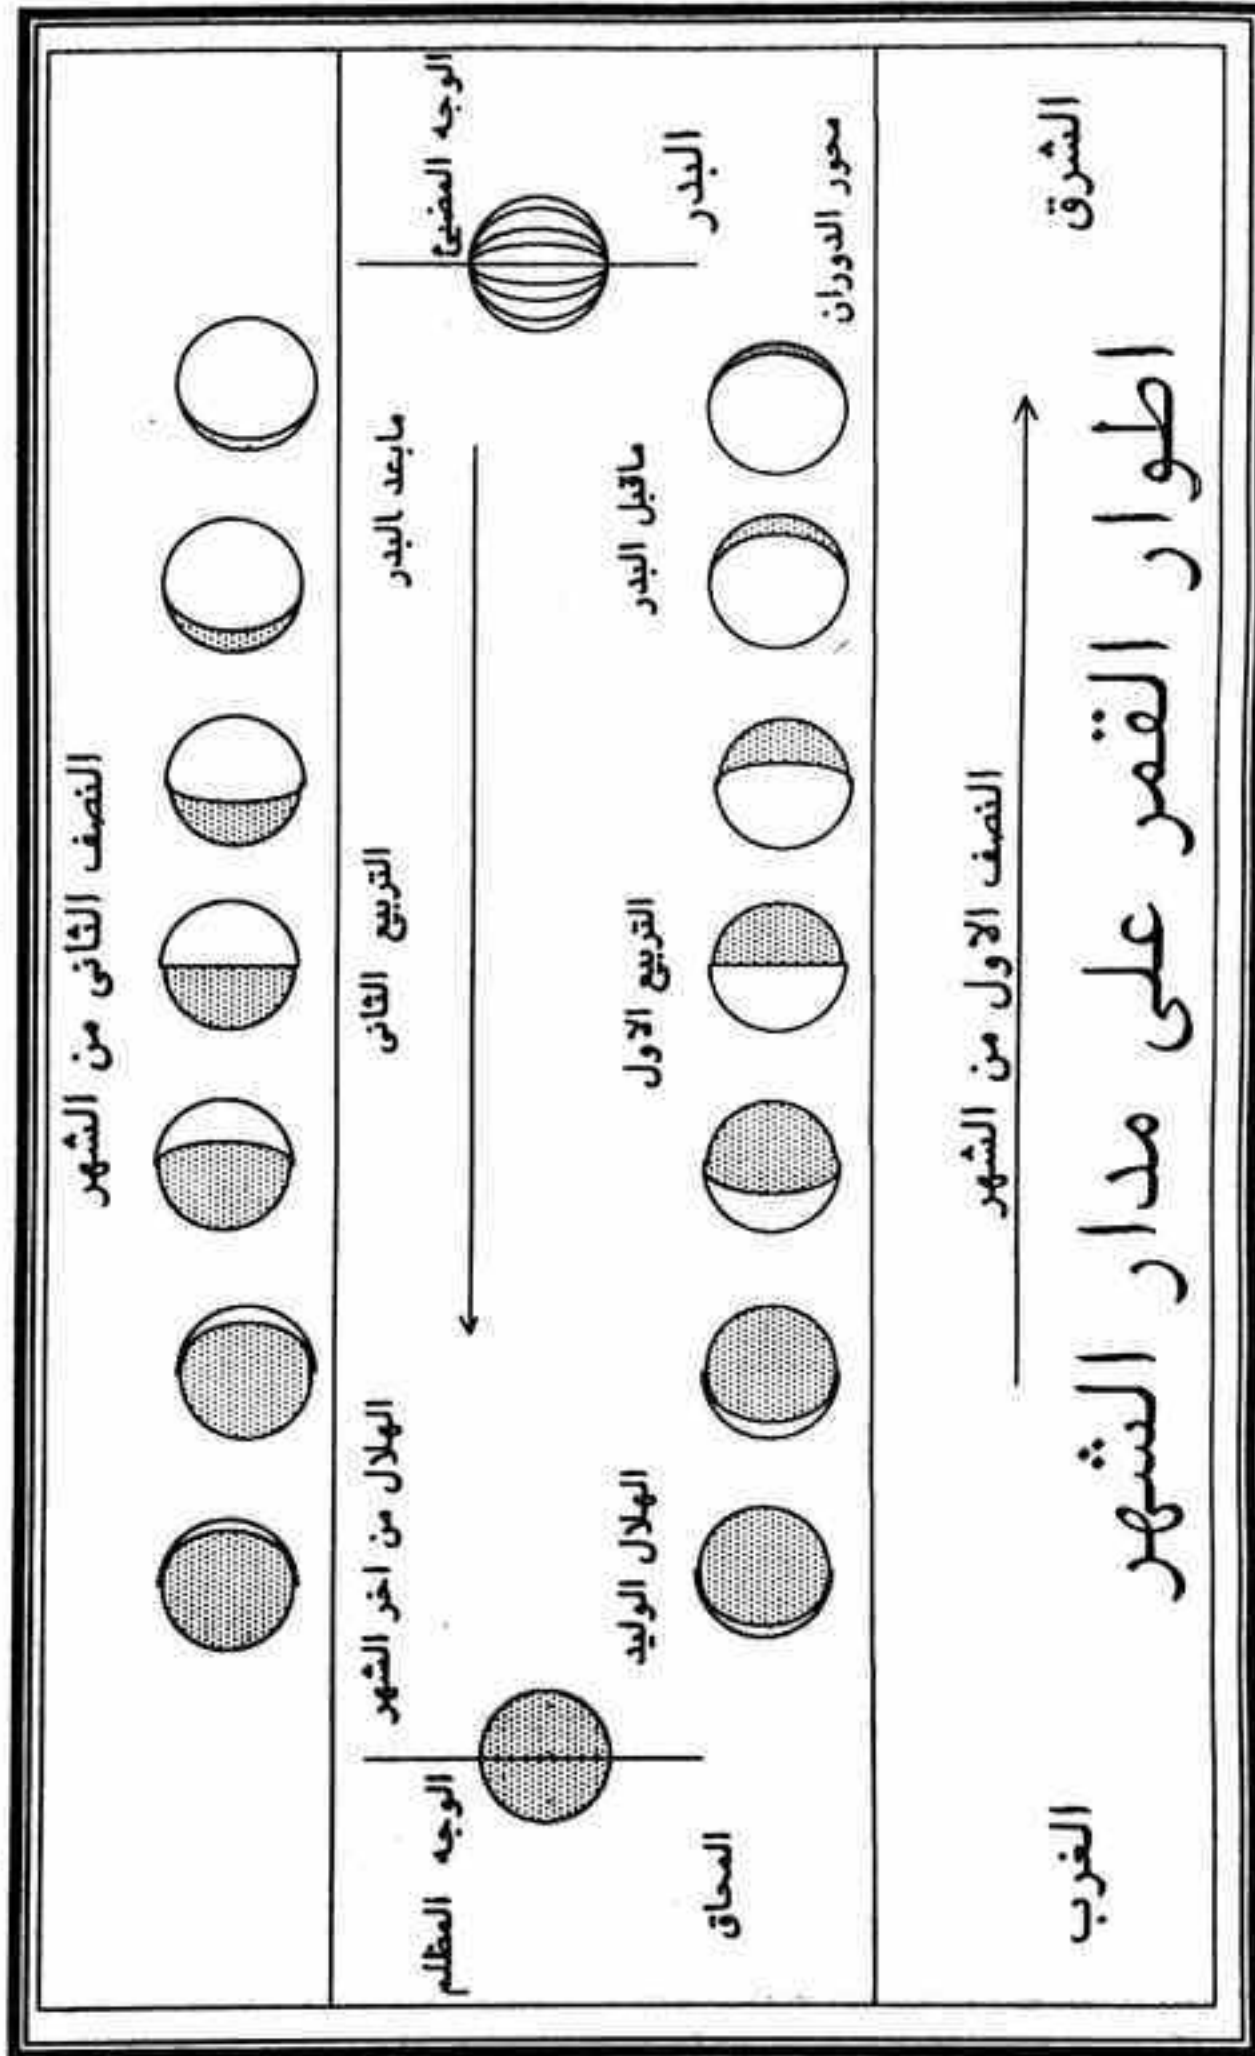 النصف الثانى من الشهر
الوجه المضيئ
مابعد البدر
التربيع الثانى
الهلال من اخر الشهر
الوجه المظلم
البدر
ماقبل البدر
التربيع الاول
الهلال الوليد
المحاق
محور الدوران
الشرق
النصف الاول من الشهر
الغرب
اطوار القمر على مدار الشهر